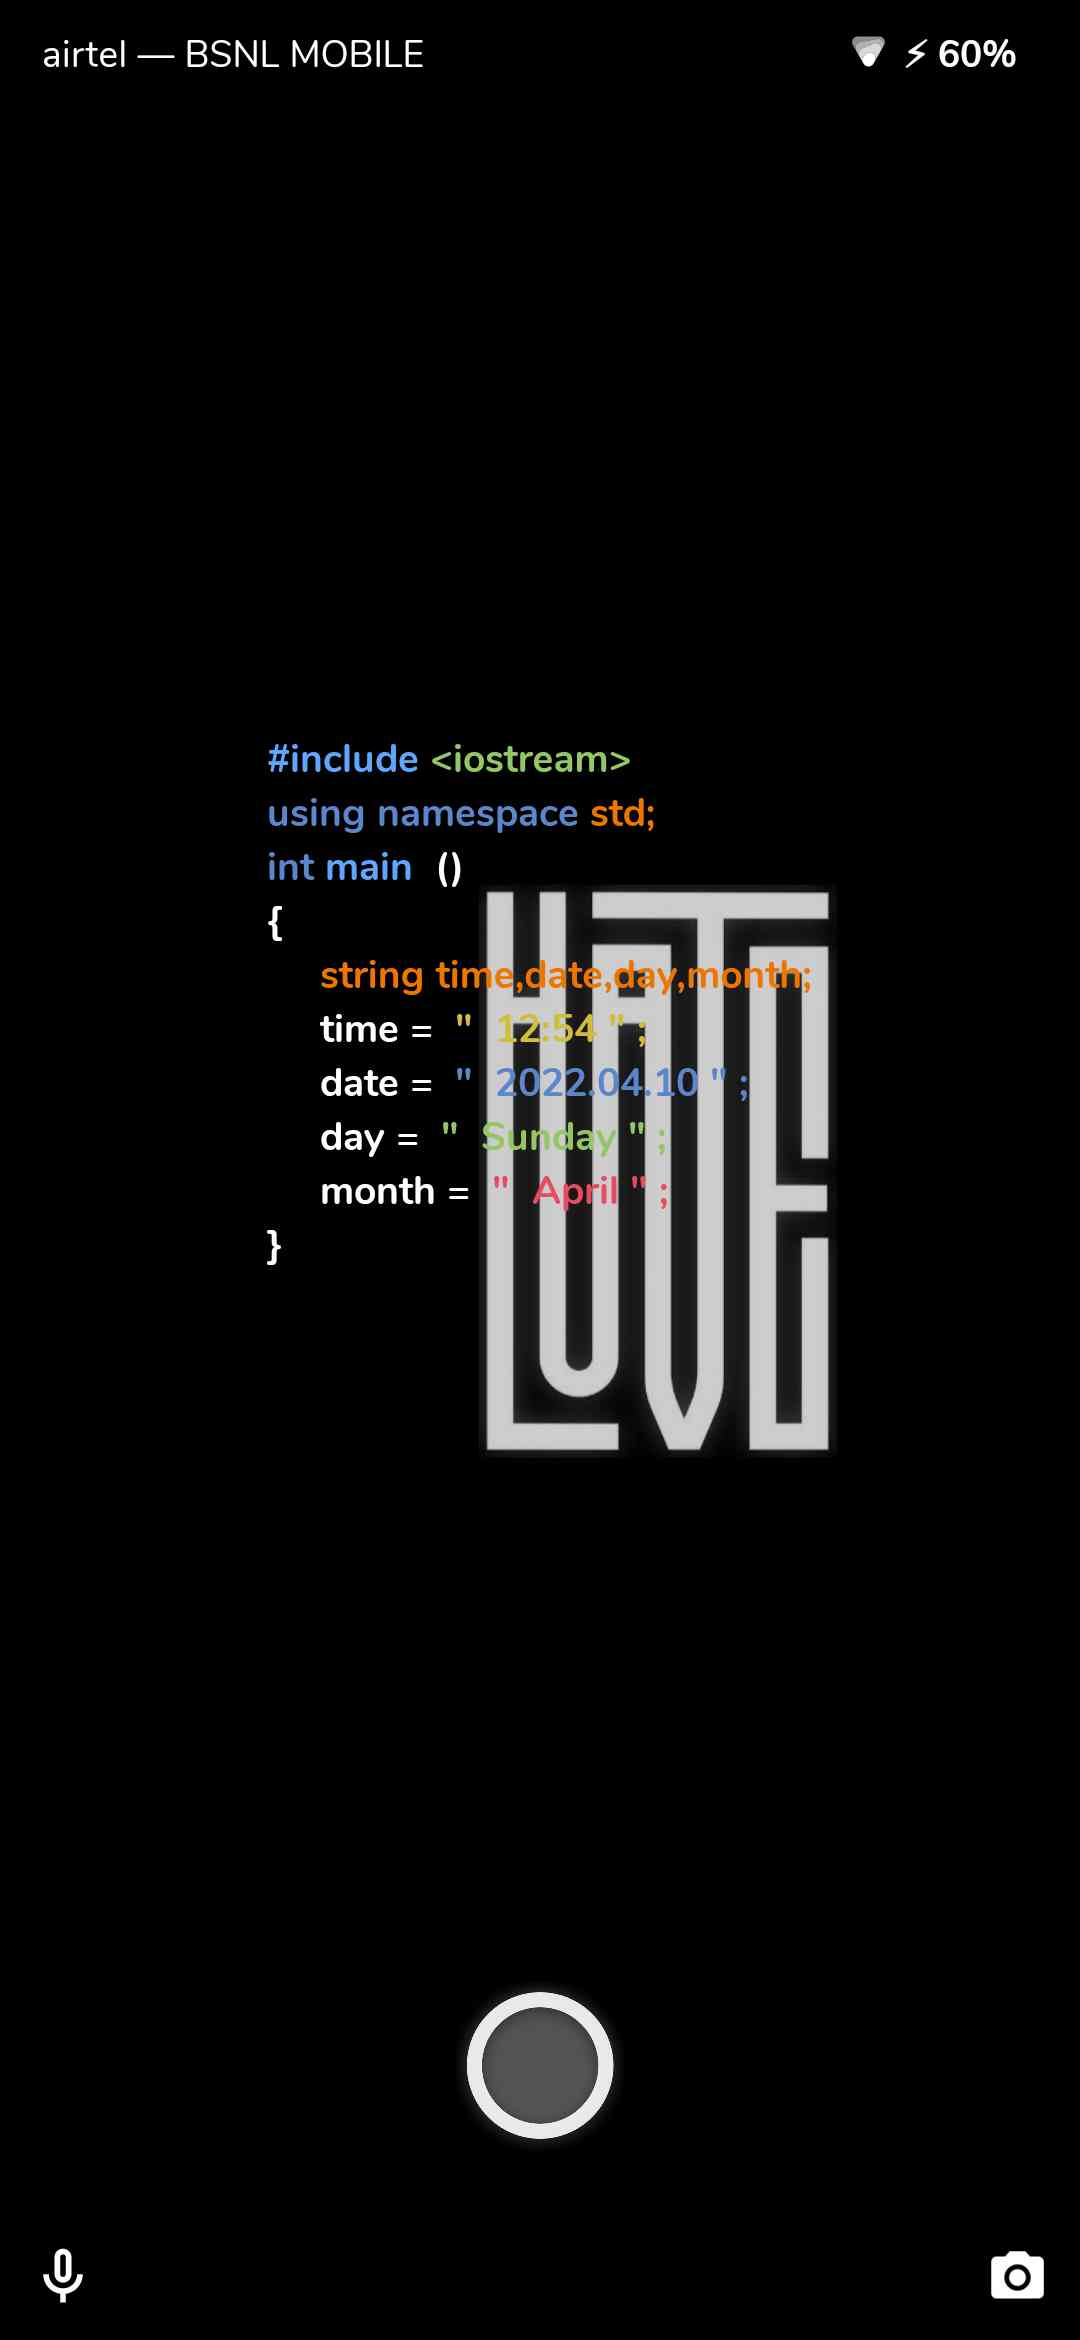 airtel — BSNL MOBILE
60%
#include <iostream>
using namespace std;
int main  ()
{
string time,date,day,month;
time =  "  12:54 " ;
date =  "  2022.04.10 " ;
day =  "  Sunday " ;
month =  "  April " ;
}
HATE
LOVE